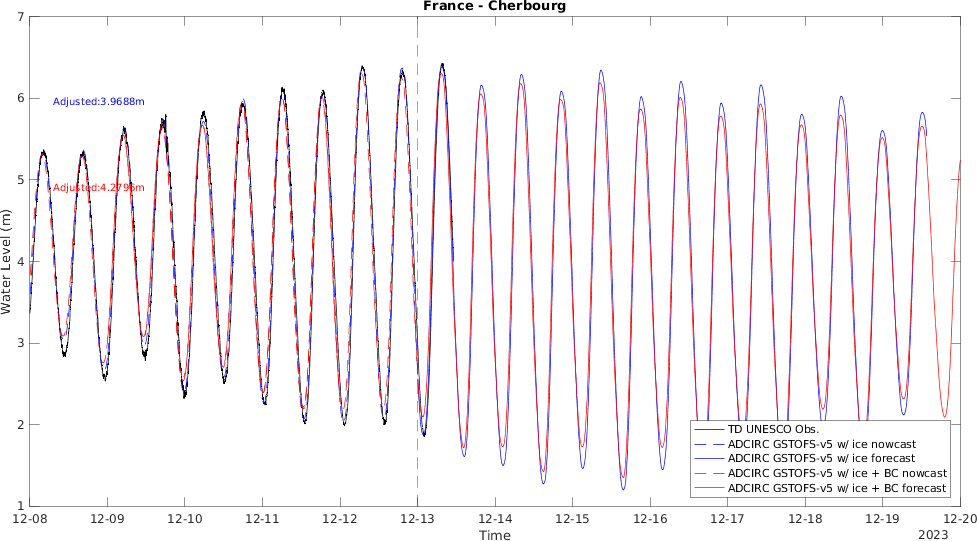 France - Cherbourg
7
6
5
4
3
2
1
Water Level (m)
Adjusted:3.9688m
Adjusted:4.2796m
TD UNESCO Obs.
ADCIRC GSTOFS-v5 w/ ice nowcast
ADCIRC GSTOFS-v5 w/ ice forecast
ADCIRC GSTOFS-v5 w/ ice + BC nowcast
ADCIRC GSTOFS-v5 w/ ice + BC forecast
12-08 12-09 12-10 12-11 12-12 12-13 12-14 12-15 12-16 12-17 12-18 12-19 12-20
Time
2023